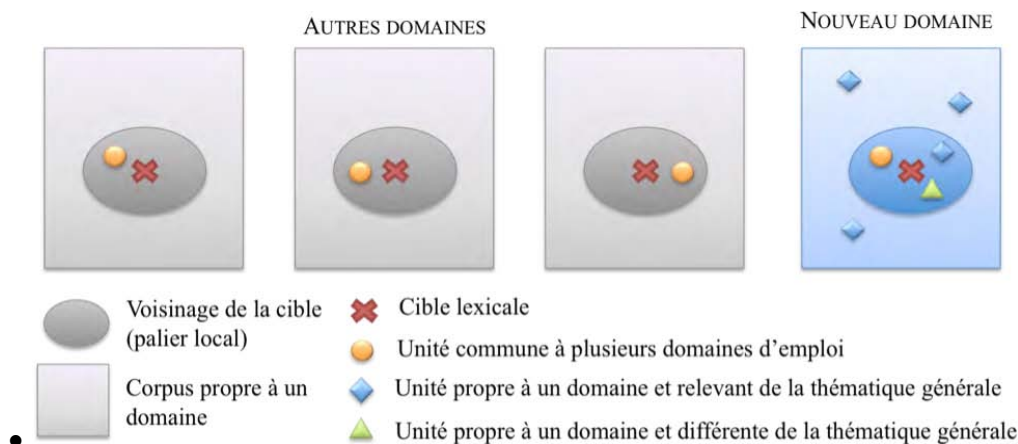 AUTRES DOMAINES
NOUVEAU DOMAINE
Voisinage de la cible
(palier local)
Corpus propre à un
domaine
Cible lexicale
Unité commune à plusieurs domaines d'emploi
Unité propre à un domaine et relevant de la thématique générale
Unité propre à un domaine et différente de la thématique générale